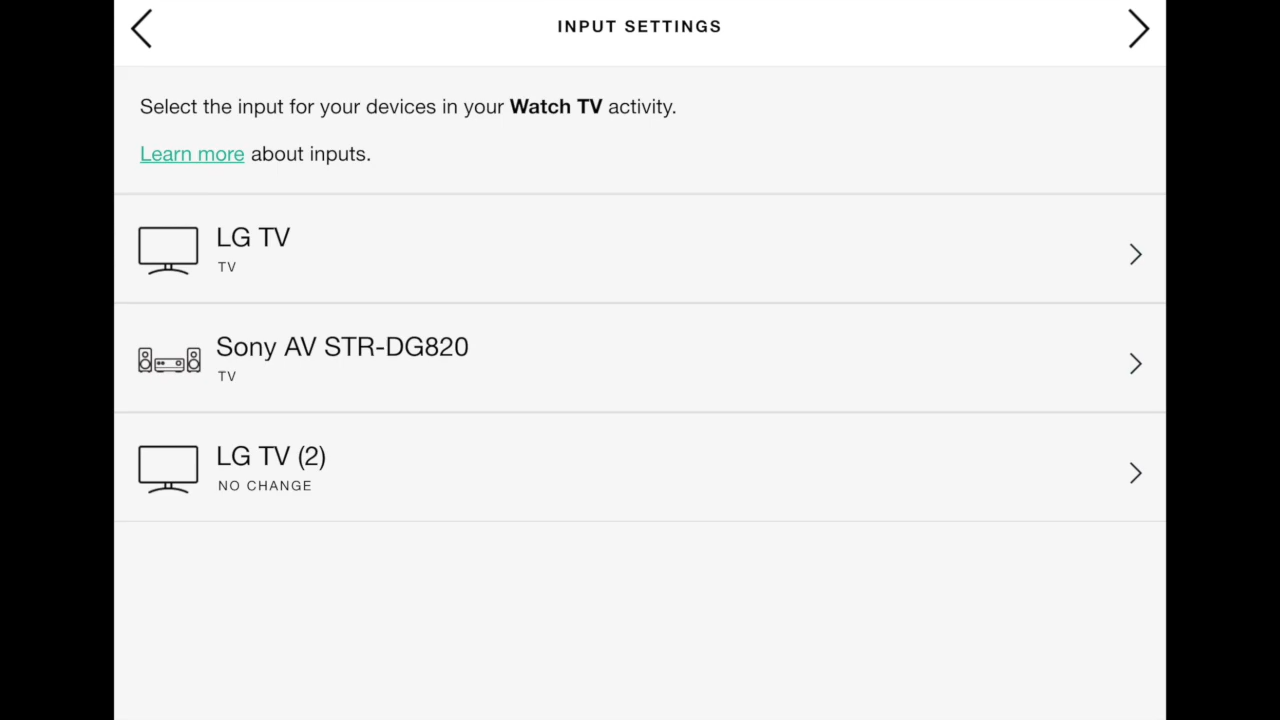 INPUT SETTINGS
Select the input for your devices in your Watch TV activity.
Learn more about inputs.
LG TV
TV
Sony AV STR-DG820
TV
LG TV (2)
NO CHANGE